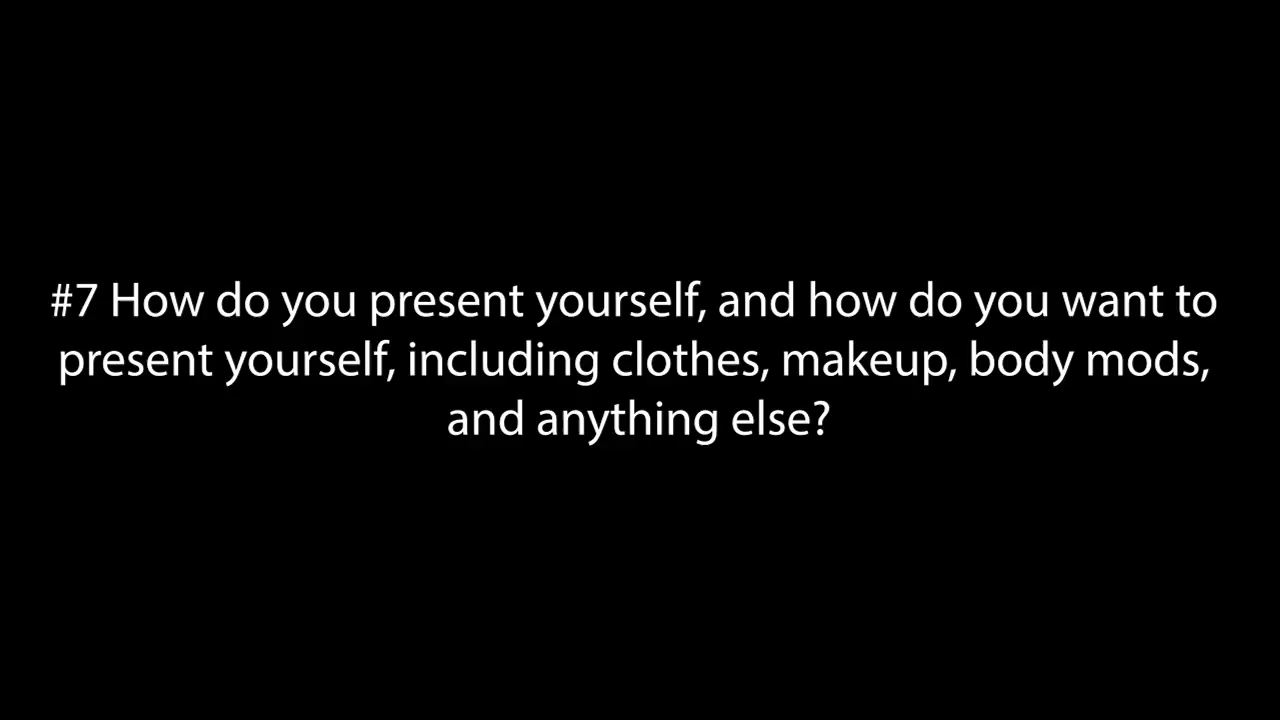 #7 How do you present yourself, and how do you want to
present yourself, including clothes, makeup, body mods,
and anything else?